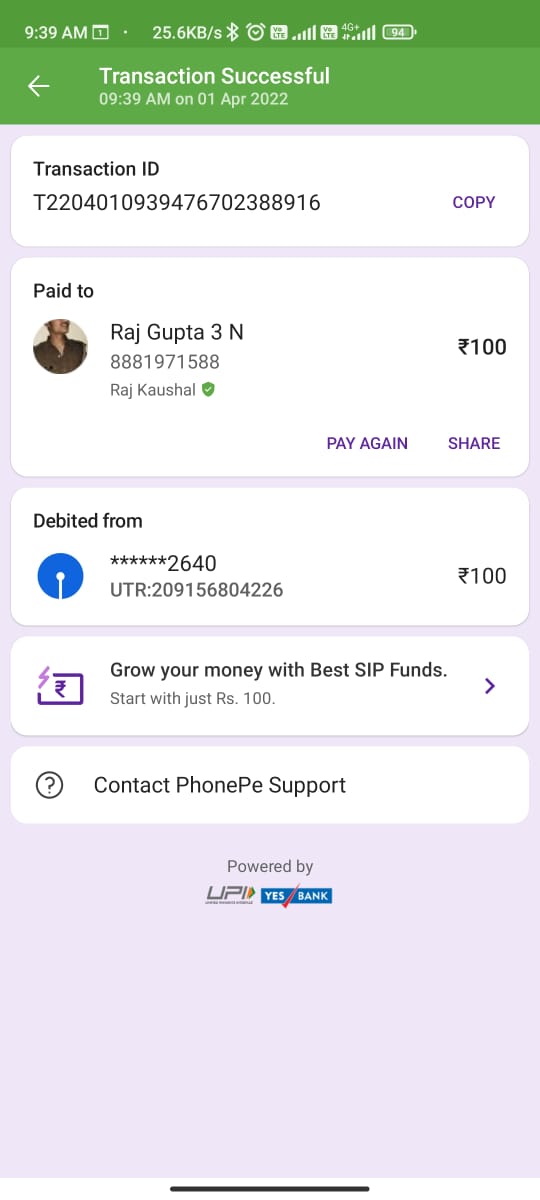 9:39 AM 1 · 25.6KB/s Vo LTE Vo LTE 4G+ 94
Transaction Successful
09:39 AM on 01 Apr 2022
Transaction ID
T2204010939476702388916 COPY
Paid to
Raj Gupta 3 N
8881971588
₹100
Raj Kaushal
PAY AGAIN SHARE
Debited from
******2640
UTR:209156804226
₹100
Grow your money with Best SIP Funds.
Start with just Rs. 100.
Contact PhonePe Support
Powered by
UPI YES BANK
UNIFIED PAYMENTS INTERFACE